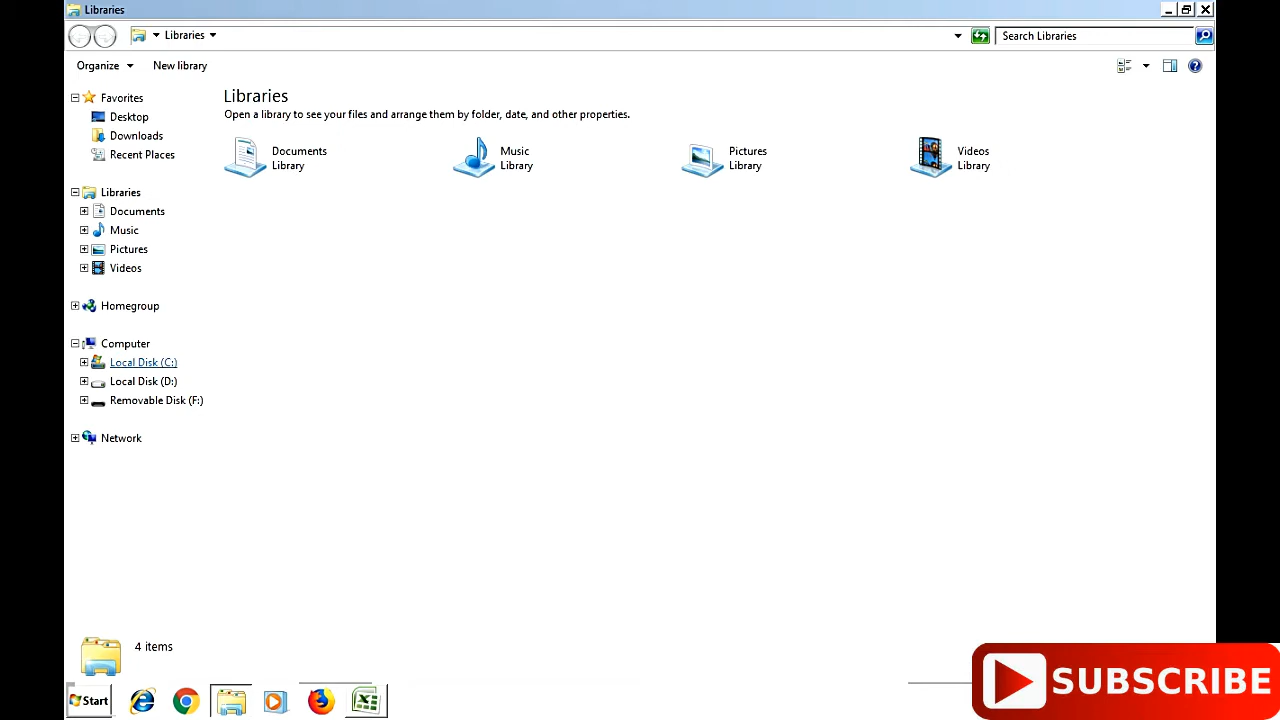 Libraries
Libraries
Search Libraries
Organize
New library
Favorites
Desktop
Downloads
Recent Places
Libraries
Documents
Music
Pictures
Videos
Homegroup
Computer
Local Disk (C:)
Local Disk (D:)
Removable Disk (F:)
Network
Libraries
Open a library to see your files and arrange them by folder, date, and other properties.
Documents
Library
Music
Library
Pictures
Library
Videos
Library
4 items
Start
SUBSCRIBE